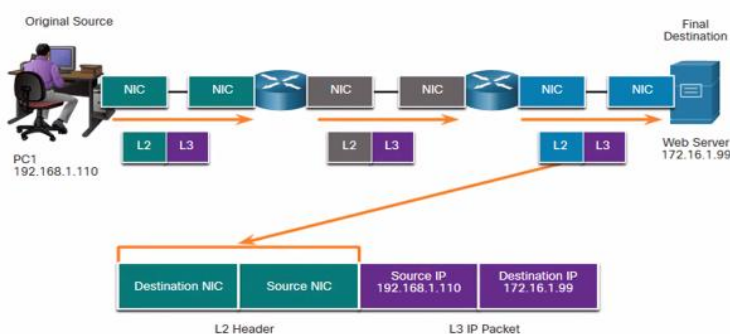 Original Source
Final
Destination
NIC
NIC
NIC
NIC
NIC
NIC
L2 L3
L2 L3
L2 L3
PC1
192.168.1.110
Web Server
172.16.1.99
Destination NIC
Source NIC
Source IP
192.168.1.110
Destination IP
172.16.1.99
L2 Header
L3 IP Packet